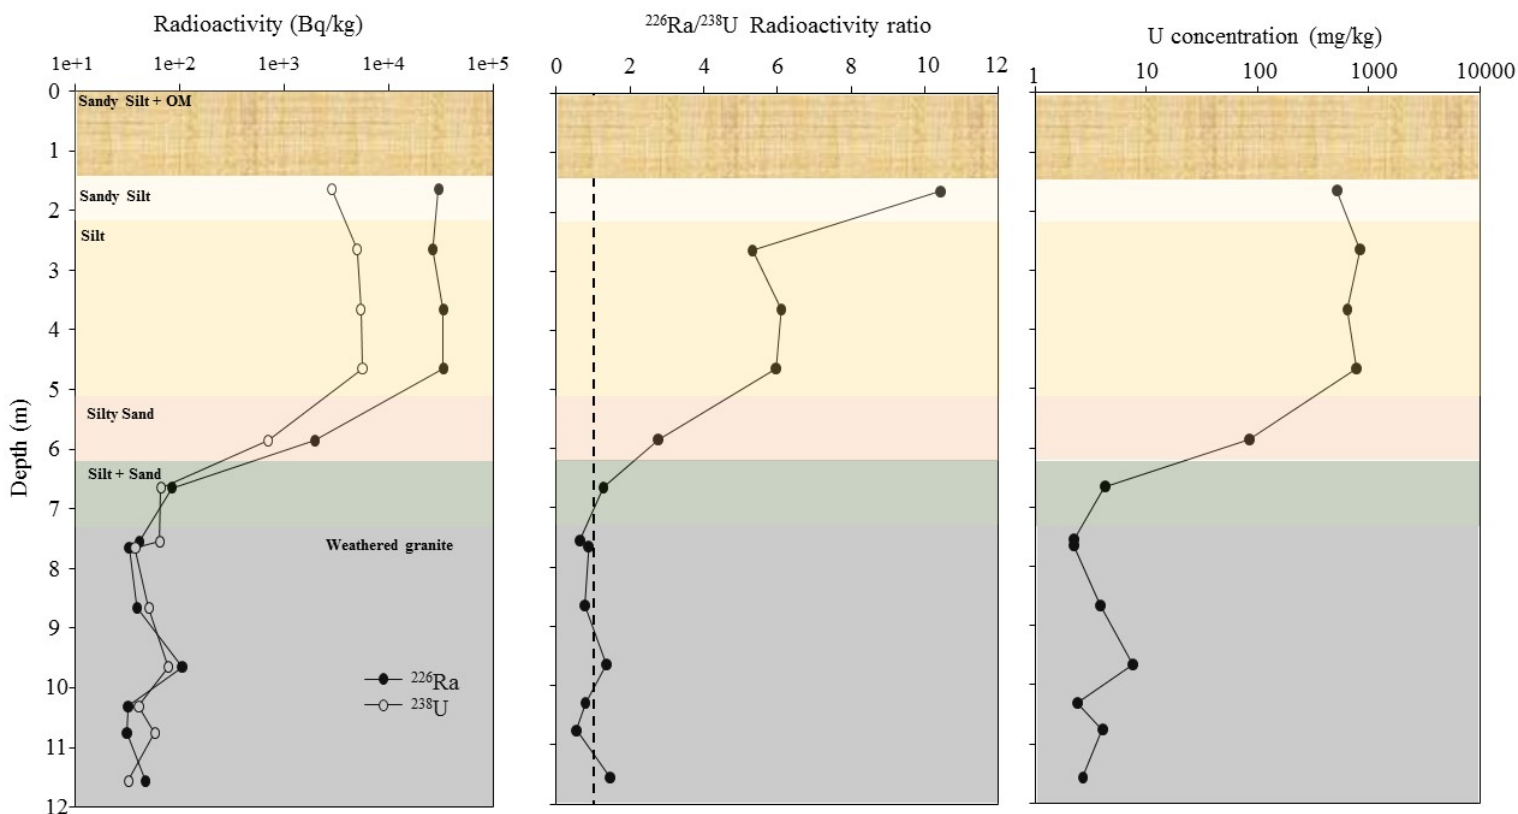 Radioactivity (Bq/kg)
1e+1 1e+2 1e+3 1e+4 1e+5
²²⁶Ra/²³⁸U Radioactivity ratio
0 2 4 6 8 10 12
U concentration (mg/kg)
1 10 100 1000 10000
Depth (m)
0
1
2
3
4
5
6
7
8
9
10
11
12
Sandy Silt + OM
Sandy Silt
Silt
Silty Sand
Silt + Sand
Weathered granite
²²⁶Ra
²³⁸U